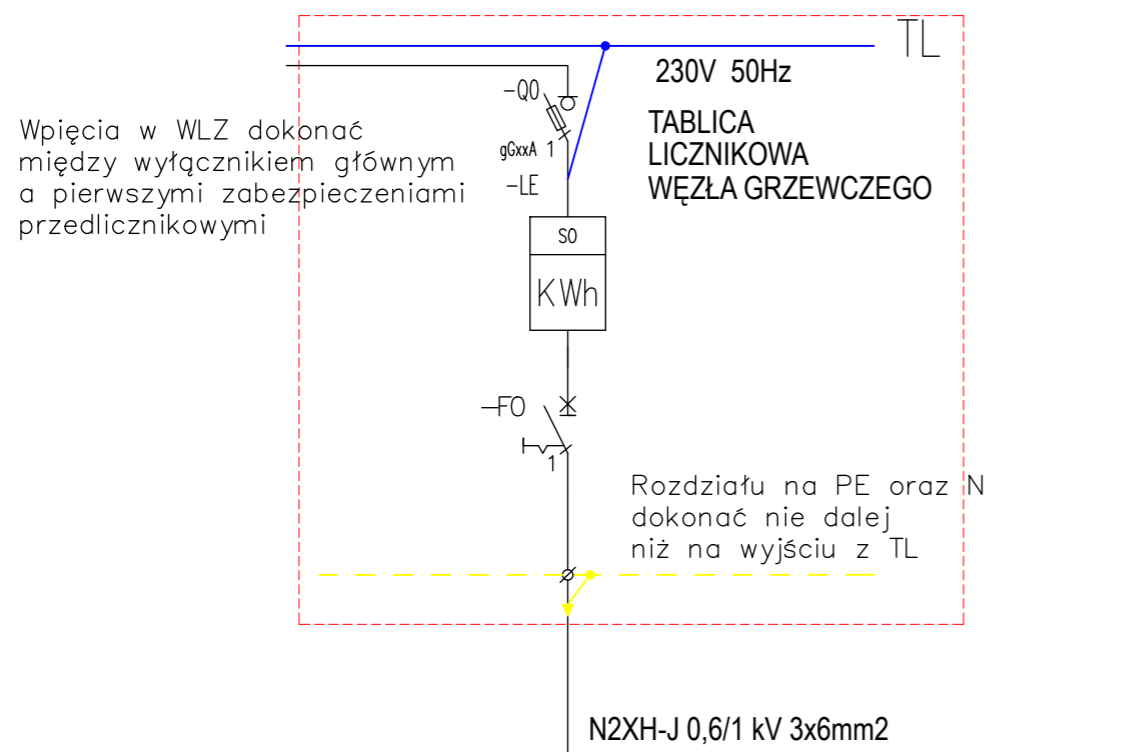 TL
230V 50Hz
TABLICA
LICZNIKOWA
WĘZŁA GRZEWCZEGO
Wpięcia w WLZ dokonać
między wyłącznikiem głównym
a pierwszymi zabezpieczeniami
przedlicznikowymi
-Q0
gGxxA 1
-LE
S0
KWh
-F0
1
Rozdziału na PE oraz N
dokonać nie dalej
niż na wyjściu z TL
N2XH-J 0,6/1 kV 3x6mm2